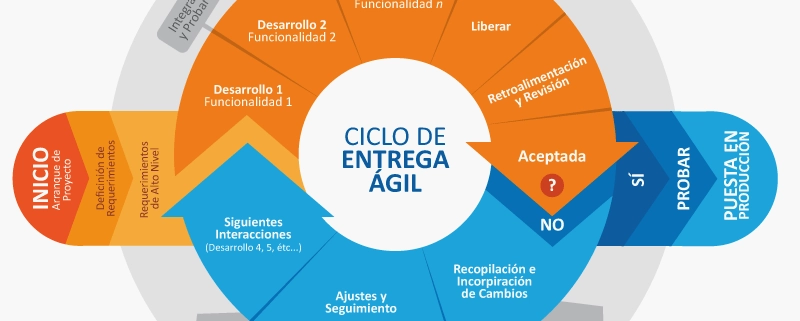 Integra
y Probar
Desarrollo 2
Funcionalidad 2
Funcionalidad n
Liberar
Desarrollo 1
Funcionalidad 1
Retroalimentación
y Revisión
CICLO DE
ENTREGA
ÁGIL
Aceptada
?
NO
SÍ
PROBAR
PUESTA EN
PRODUCCIÓN
INICIO
Arranque de
Proyecto
Deficinión de
Requerimientos
Requerimientos
de Alto Nivel
Siguientes
Interacciones
(Desarrollo 4, 5, étc...)
Ajustes y
Seguimiento
Recopilación e
Incorpiración
de Cambios